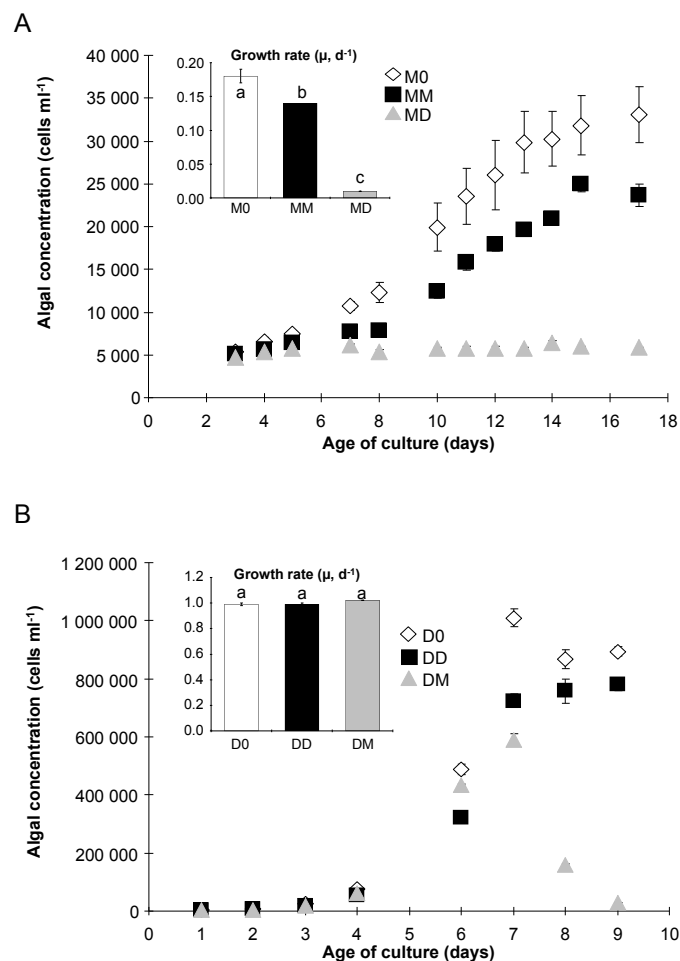 A
Algal concentration (cells ml-1)
40 000
35 000
30 000
25 000
20 000
15 000
10 000
5 000
0
Growth rate (µ, d-1)
0.20
0.15
0.10
0.05
0.00
a
b
c
M0 MM MD
M0
MM
MD
0 2 4 6 8 10 12 14 16 18
Age of culture (days)
B
Algal concentration (cells ml-1)
1 200 000
1 000 000
800 000
600 000
400 000
200 000
0
Growth rate (µ, d-1)
1.2
1.0
0.8
0.6
0.4
0.2
0.0
a a a
D0 DD DM
D0
DD
DM
0 1 2 3 4 5 6 7 8 9 10
Age of culture (days)